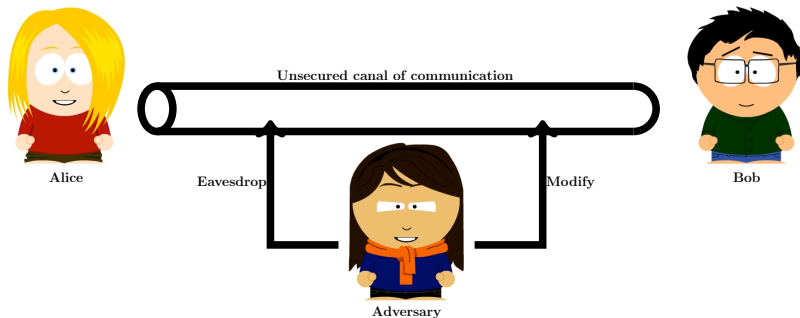 Unsecured canal of communication
Alice
Eavesdrop
Modify
Bob
Adversary